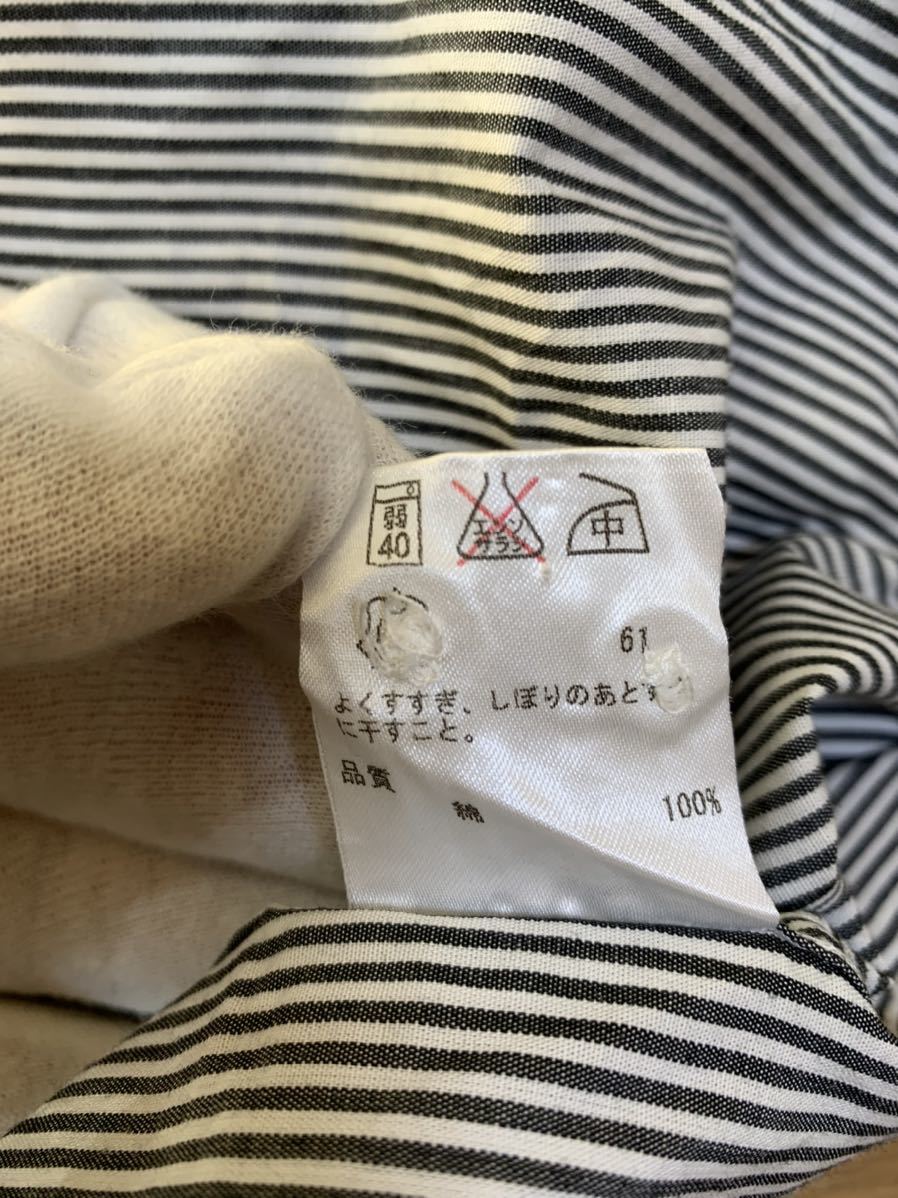 弱 エンソ 中
40 サラシ
61
よくすすぎ、しぼりのあとす
に干すこと。
品質
綿 100%